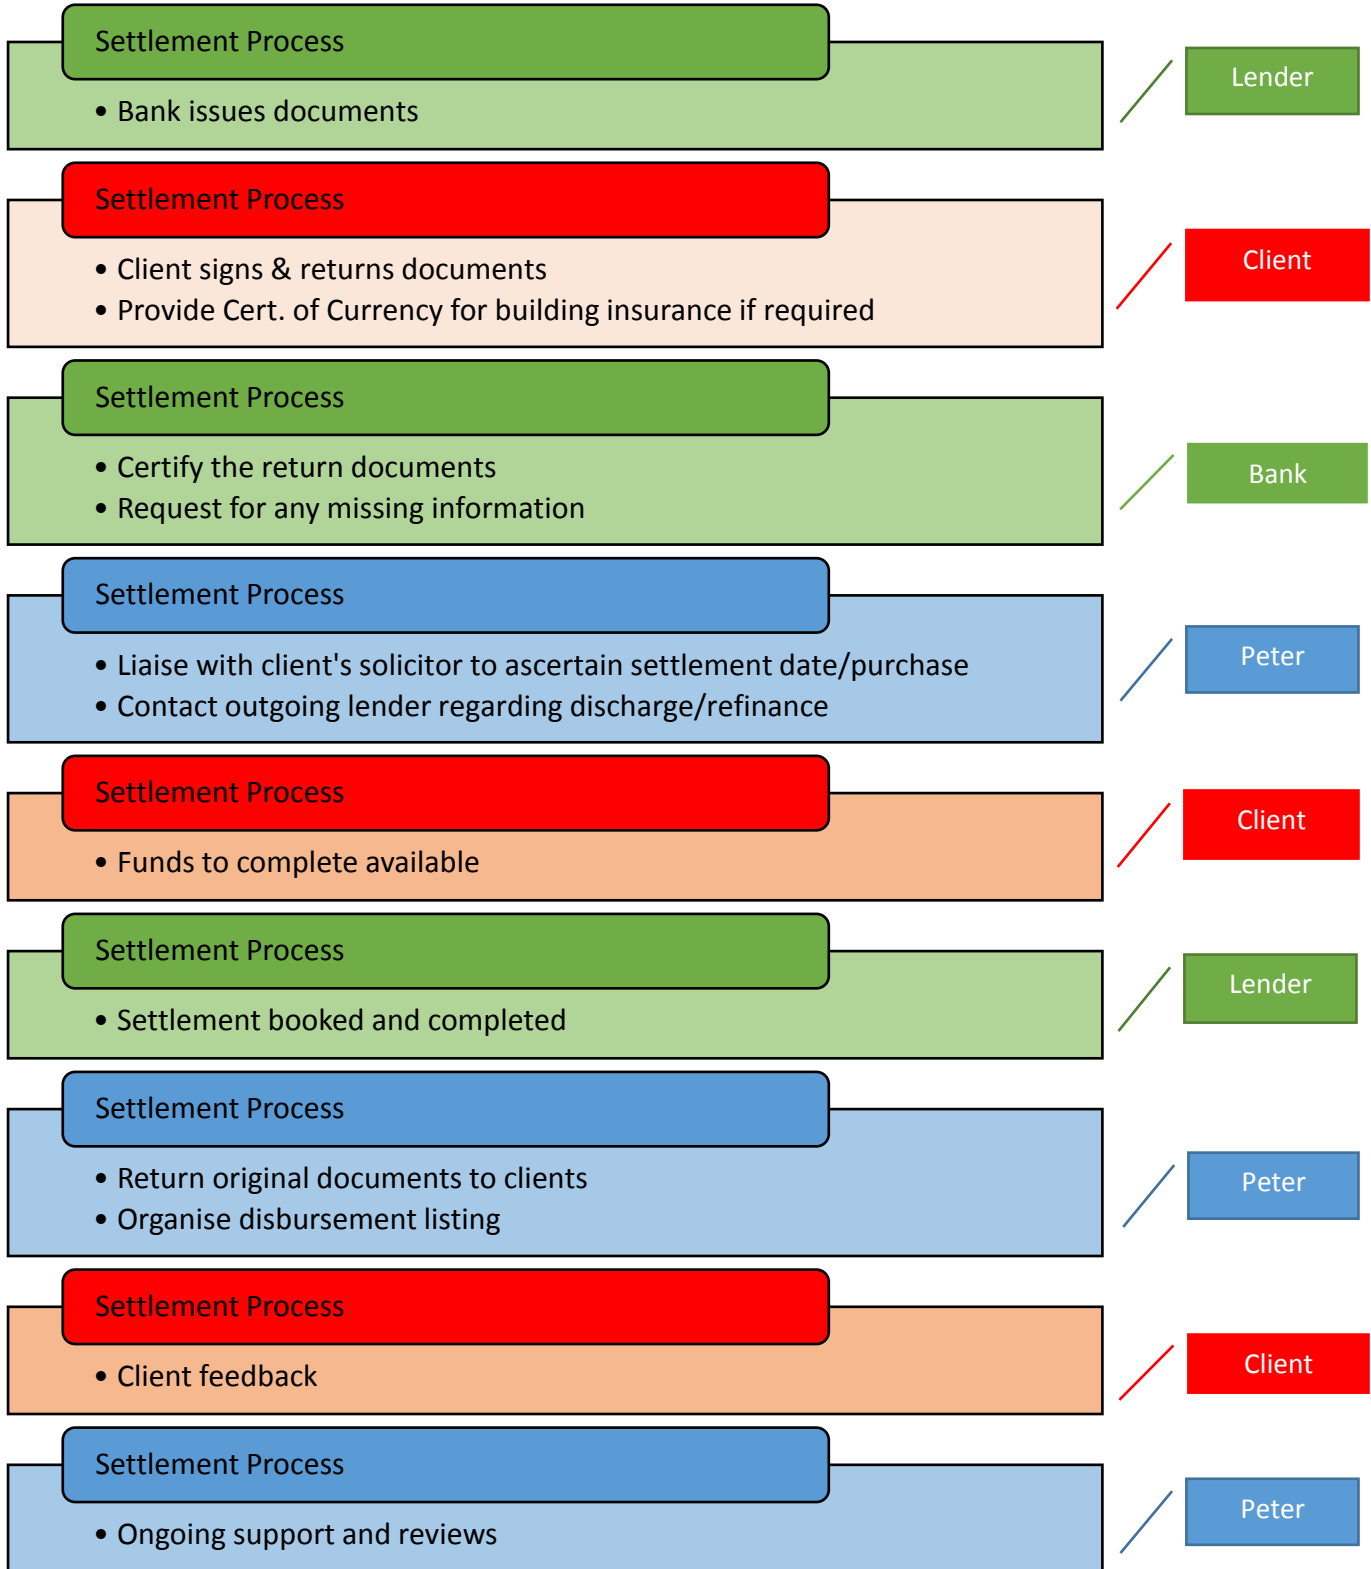 Settlement Process
• Bank issues documents
Lender
Settlement Process
• Client signs & returns documents
• Provide Cert. of Currency for building insurance if required
Client
Settlement Process
• Certify the return documents
• Request for any missing information
Bank
Settlement Process
• Liaise with client's solicitor to ascertain settlement date/purchase
• Contact outgoing lender regarding discharge/refinance
Peter
Settlement Process
• Funds to complete available
Client
Settlement Process
• Settlement booked and completed
Lender
Settlement Process
• Return original documents to clients
• Organise disbursement listing
Peter
Settlement Process
• Client feedback
Client
Settlement Process
• Ongoing support and reviews
Peter